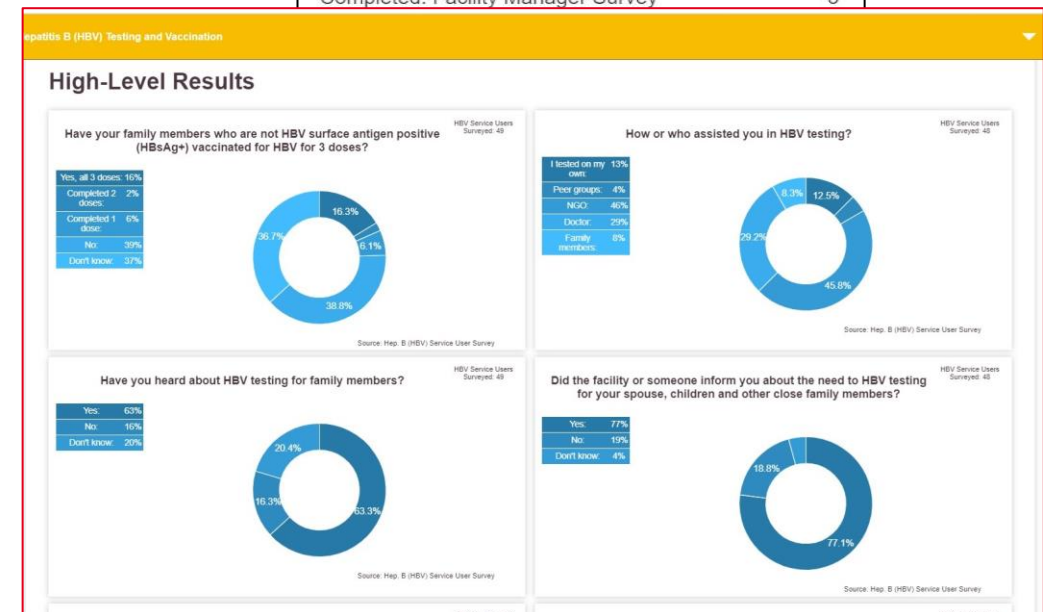 Completed: Facility Manager Survey
epatitis B (HBV) Testing and Vaccination
High-Level Results
HBV Service Users
Surveyed: 49
Have your family members who are not HBV surface antigen positive
(HBsAg+) vaccinated for HBV for 3 doses?
Yes, all 3 doses: 16%
Completed 2 doses: 2%
Completed 1 dose: 6%
No: 39%
Don't know: 37%
16.3%
6.1%
38.8%
36.7%
Source: Hep. B (HBV) Service User Survey
HBV Service Users
Surveyed: 48
How or who assisted you in HBV testing?
I tested on my own: 13%
Peer groups: 4%
NGO: 46%
Doctor: 29%
Family members: 8%
8.3%
12.5%
29.2%
45.8%
Source: Hep. B (HBV) Service User Survey
HBV Service Users
Surveyed: 49
Have you heard about HBV testing for family members?
Yes: 63%
No: 16%
Don't know: 20%
20.4%
16.3%
63.3%
Source: Hep. B (HBV) Service User Survey
HBV Service Users
Surveyed: 48
Did the facility or someone inform you about the need to HBV testing
for your spouse, children and other close family members?
Yes: 77%
No: 19%
Don't know: 4%
18.8%
77.1%
Source: Hep. B (HBV) Service User Survey